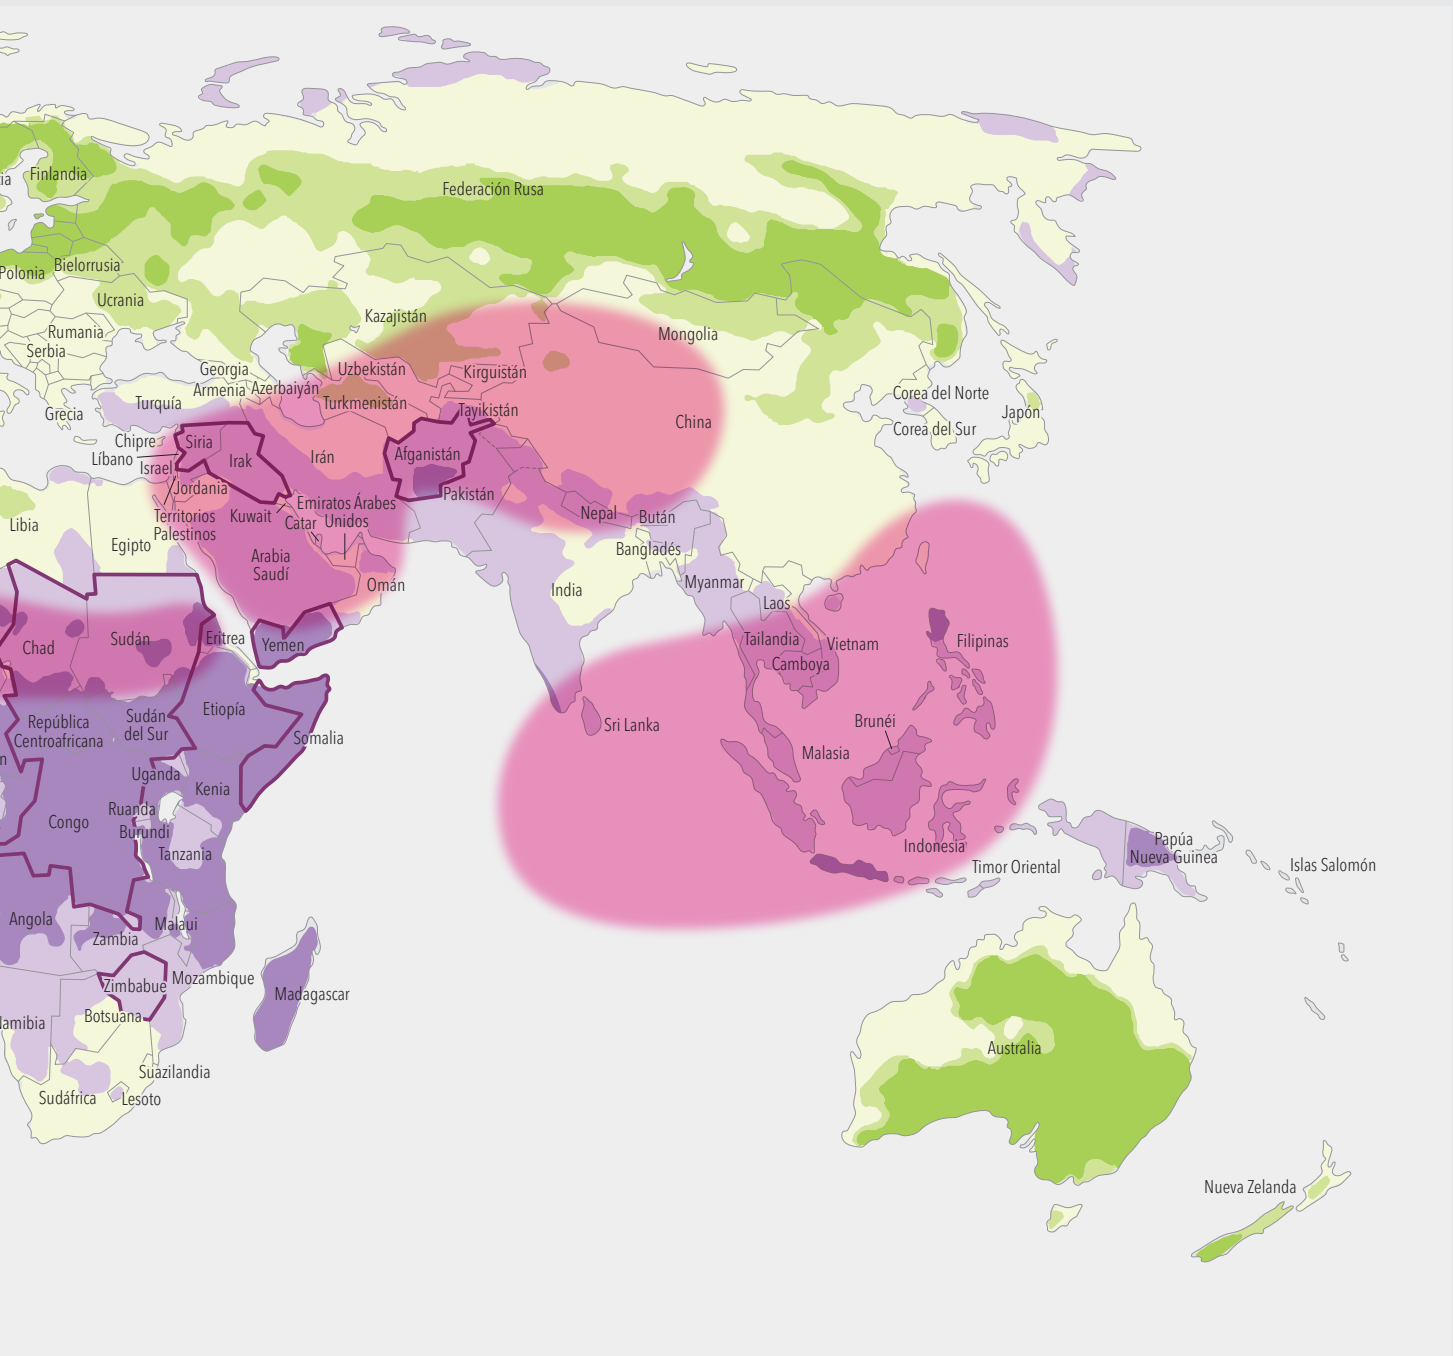 ia
Finlandia
Federación Rusa
Polonia
Bielorrusia
Ucrania
Kazajistán
Rumania
Mongolia
Serbia
Georgia
Uzbekistán
Kirguistán
Armenia
Azerbaiyán
Turquía
Turkmenistán
Tayikistán
Corea del Norte
Grecia
China
Japón
Corea del Sur
Chipre
Siria
Líbano
Irak
Irán
Afganistán
Israel
Jordania
Pakistán
Emiratos Árabes
Unidos
Territorios
Palestinos
Kuwait
Catar
Nepal
Bután
Libia
Egipto
Bangladés
Arabia
Saudí
Omán
India
Myanmar
Laos
Chad
Sudán
Eritrea
Yemen
Tailandia
Vietnam
Filipinas
Camboya
Etiopía
República
Centroafricana
Sudán
del Sur
Somalia
Sri Lanka
Brunéi
Malasia
n
Uganda
Kenia
Ruanda
Congo
Burundi
Tanzania
Indonesia
Timor Oriental
Papúa
Nueva Guinea
Islas Salomón
Angola
Malaui
Zambia
Zimbabue
Mozambique
Madagascar
Namibia
Botsuana
Australia
Suazilandia
Sudáfrica
Lesoto
Nueva Zelanda